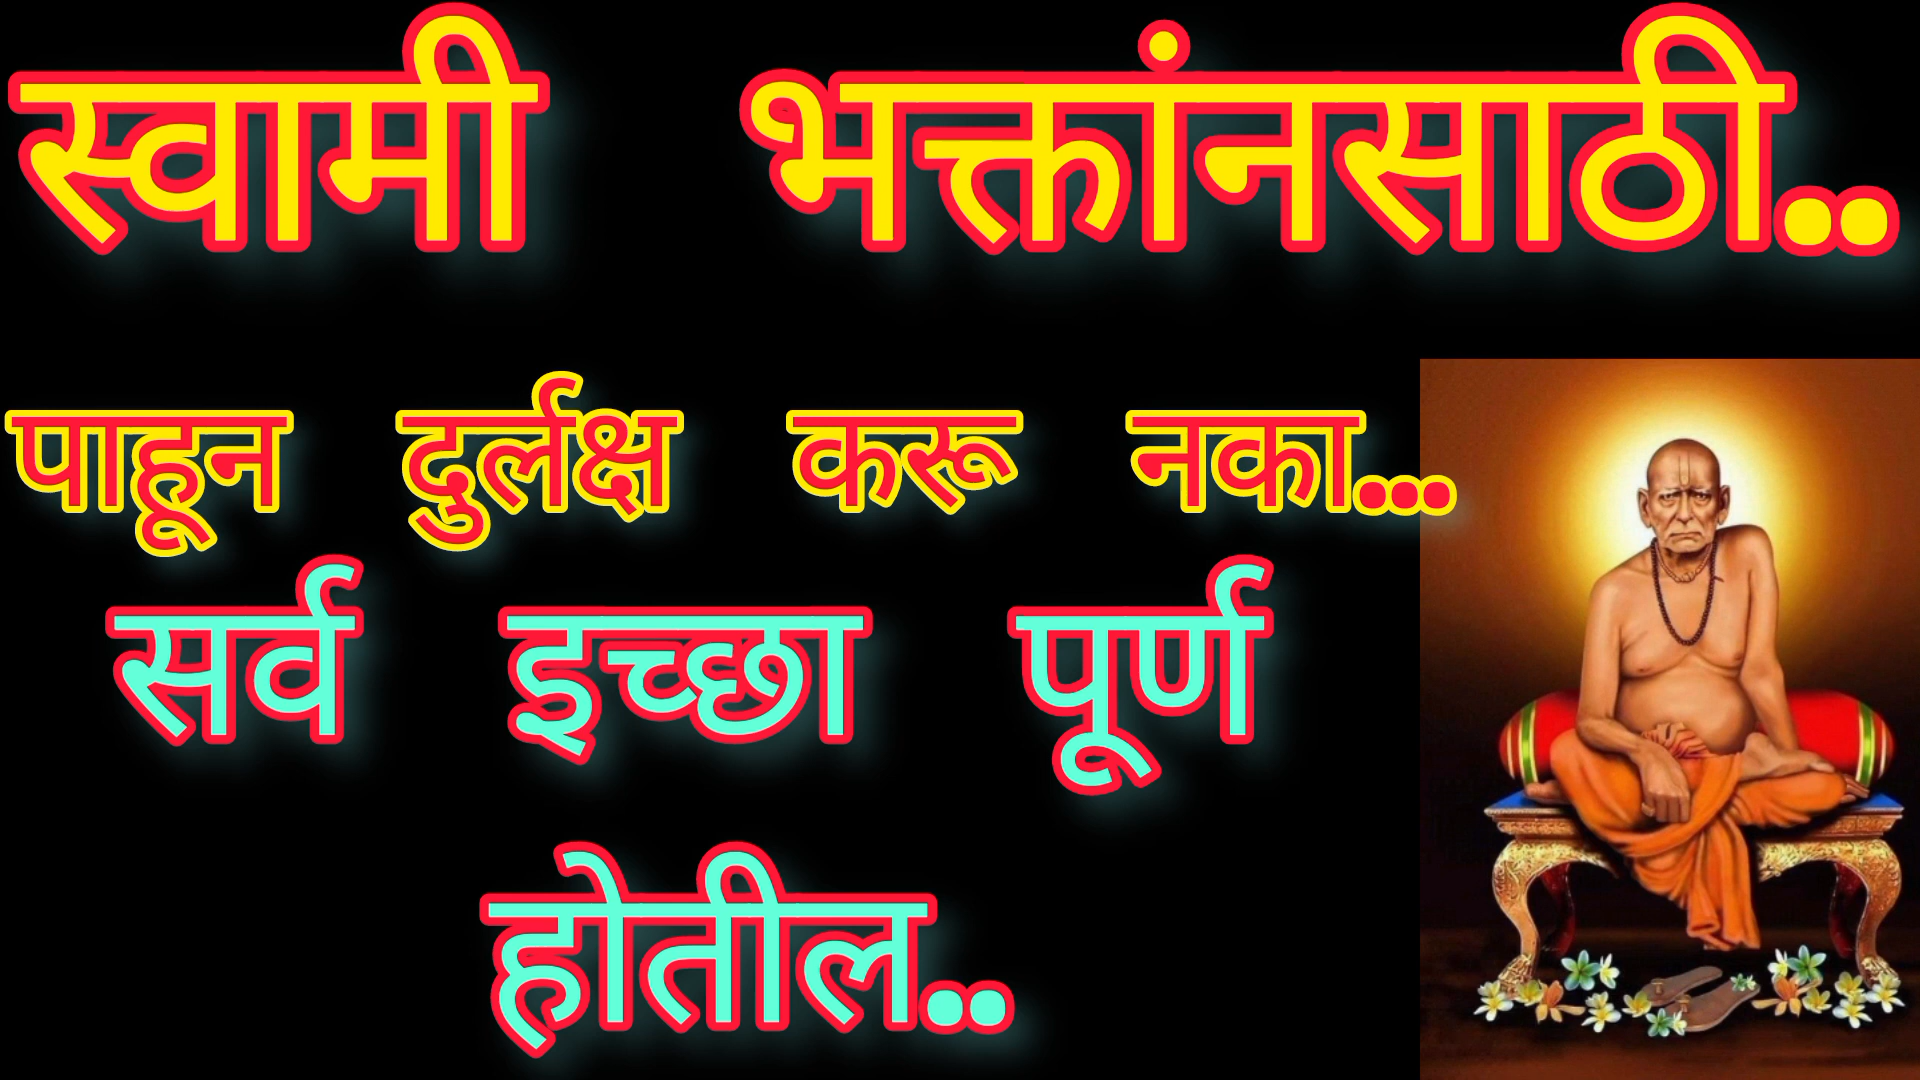 स्वामी भक्तांनसाठी..
पाहून दुर्लक्ष करू नका...
सर्व इच्छा पूर्ण
होतील..